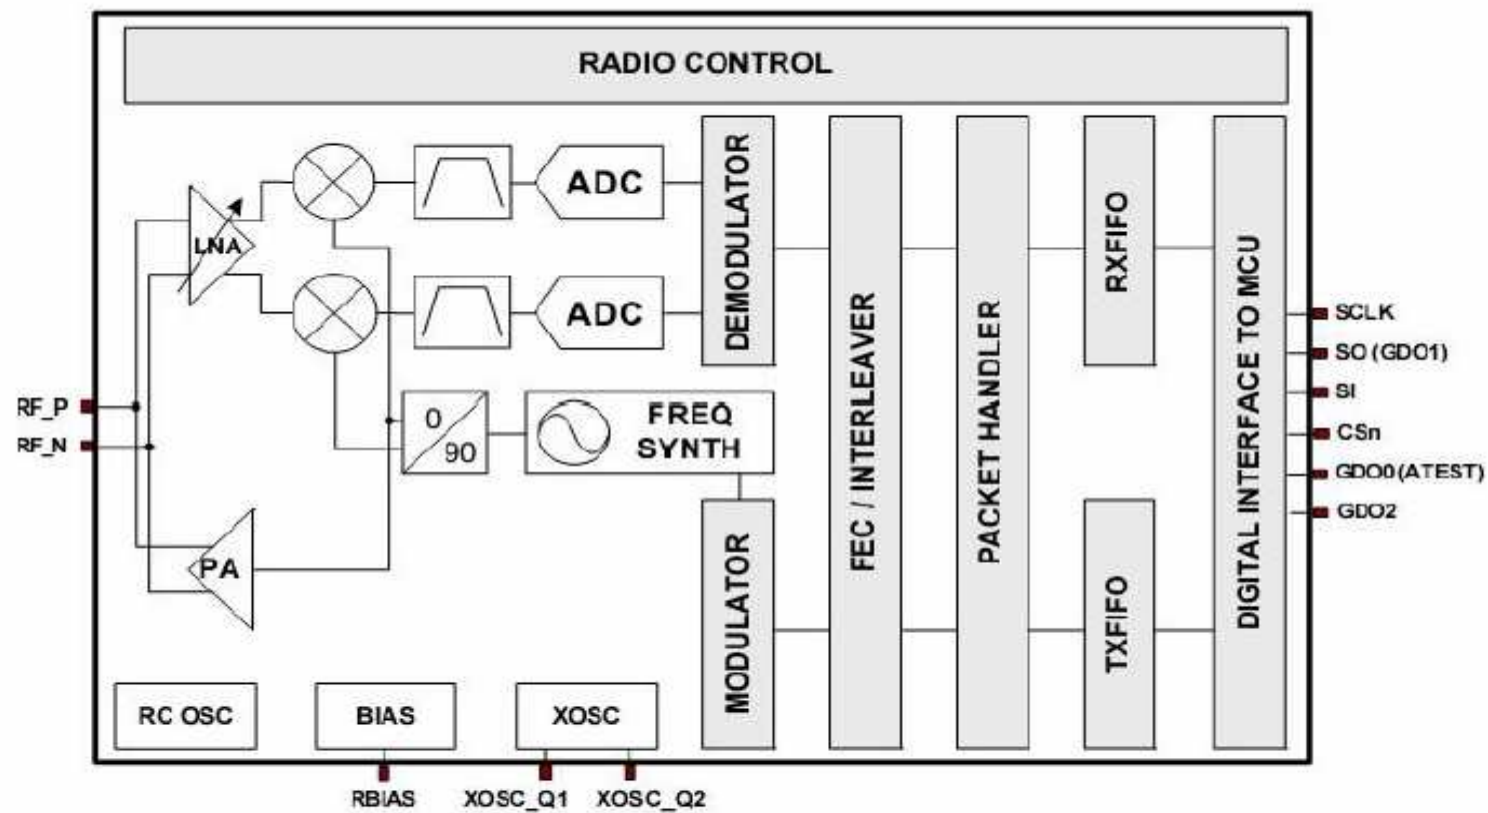 RADIO CONTROL
LNA
ADC
ADC
DEMODULATOR
FEC / INTERLEAVER
PACKET HANDLER
RXFIFO
DIGITAL INTERFACE TO MCU
SCLK
SO (GDO1)
SI
CSn
GDO0 (ATEST)
GDO2
RF_P
RF_N
0
90
FREQ
SYNTH
PA
MODULATOR
TXFIFO
RC OSC
BIAS
XOSC
RBIAS
XOSC_Q1
XOSC_Q2